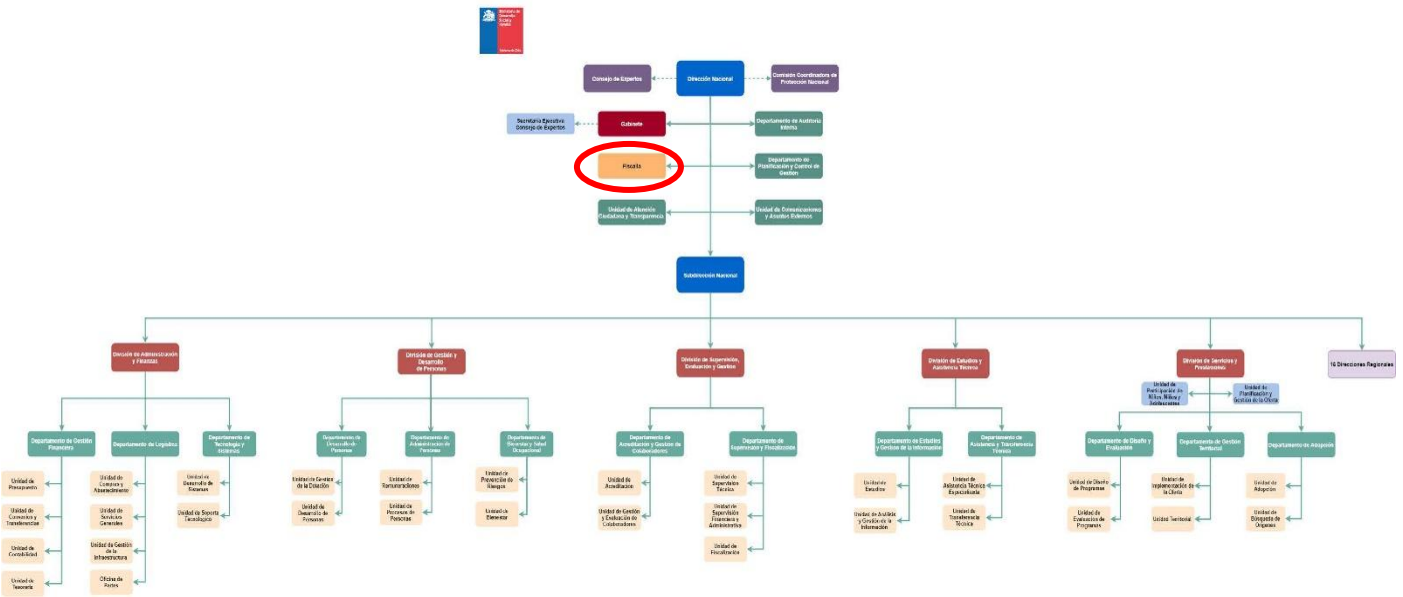 Ministerio de
Desarrollo
Social y
Familia
Gobierno de Chile
Consejo de Expertos
Dirección Nacional
Comisión Coordinadora de
Protección Nacional
Secretaría Ejecutiva
Consejo de Expertos
Gabinete
Departamento de Auditoría
Interna
Fiscalía
Departamento de
Planificación y Control de
Gestión
Unidad de Atención
Ciudadana y Transparencia
Unidad de Comunicaciones
y Asuntos Externos
Subdirección Nacional
División de Administración
y Finanzas
División de Gestión y
Desarrollo
de Personas
División de Supervisión,
Evaluación y Gestión
División de Estudios y
Asistencia Técnica
División de Servicios y
Prestaciones
16 Direcciones Regionales
Unidad de
Participación de
Niños, Niñas y
Adolescentes
Unidad de
Planificación y
Gestión de la Oferta
Departamento de Gestión
Financiera
Departamento de Logística
Departamento de
Tecnología y
Sistemas
Departamento de
Desarrollo de
Personas
Departamento de
Administración de
Personas
Departamento de
Bienestar y Salud
Ocupacional
Departamento de
Acreditación y Gestión de
Colaboradores
Departamento de
Supervisión y Fiscalización
Departamento de Estudios
y Gestión de la Información
Departamento de
Asistencia y Transferencia
Técnica
Departamento de Diseño y
Evaluación
Departamento de Gestión
Territorial
Departamento de Adopción
Unidad de
Presupuesto
Unidad de
Convenios y
Transferencias
Unidad de
Contabilidad
Unidad de
Tesorería
Unidad de
Compras y
Abastecimiento
Unidad de
Servicios
Generales
Unidad de Gestión
de la
Infraestructura
Oficina de
Partes
Unidad de
Desarrollo de
Sistemas
Unidad de Soporte
Tecnológico
Unidad de Gestión
de la Dotación
Unidad de
Desarrollo de
Personas
Unidad de
Remuneraciones
Unidad de
Procesos de
Personas
Unidad de
Prevención de
Riesgos
Unidad de
Bienestar
Unidad de
Acreditación
Unidad de Gestión
y Evaluación de
Colaboradores
Unidad de
Supervisión
Técnica
Unidad de
Supervisión
Financiera y
Administrativa
Unidad de
Fiscalización
Unidad de
Estudios
Unidad de Análisis
y Gestión de la
Información
Unidad de
Asistencia Técnica
Especializada
Unidad de
Transferencia
Técnica
Unidad de Diseño
de Programas
Unidad de
Evaluación de
Programas
Unidad de
Implementación de
la Oferta
Unidad Territorial
Unidad de
Adopción
Unidad de
Búsqueda de
Orígenes